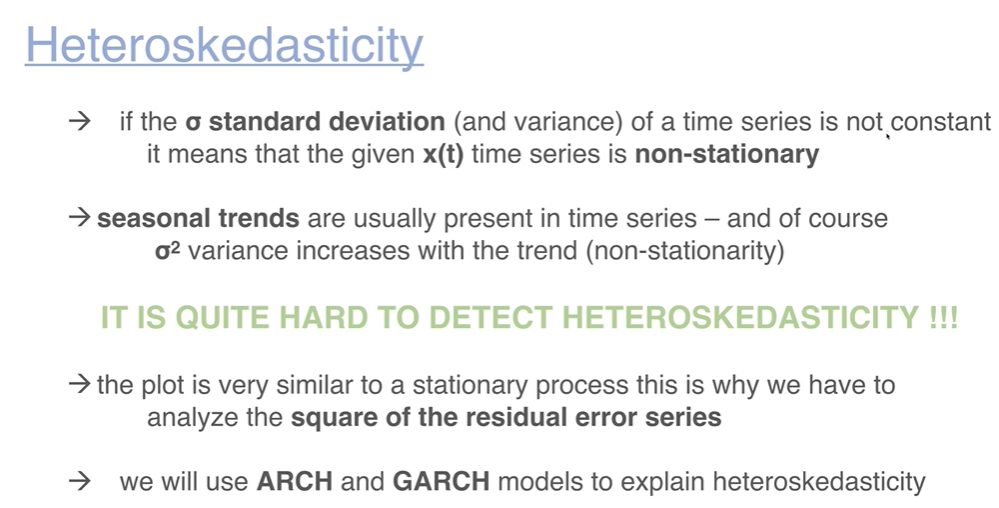 Heteroskedasticity
→ if the σ standard deviation (and variance) of a time series is not constant
it means that the given x(t) time series is non-stationary
→ seasonal trends are usually present in time series – and of course
σ² variance increases with the trend (non-stationarity)
IT IS QUITE HARD TO DETECT HETEROSKEDASTICITY !!!
→ the plot is very similar to a stationary process this is why we have to
analyze the square of the residual error series
→ we will use ARCH and GARCH models to explain heteroskedasticity